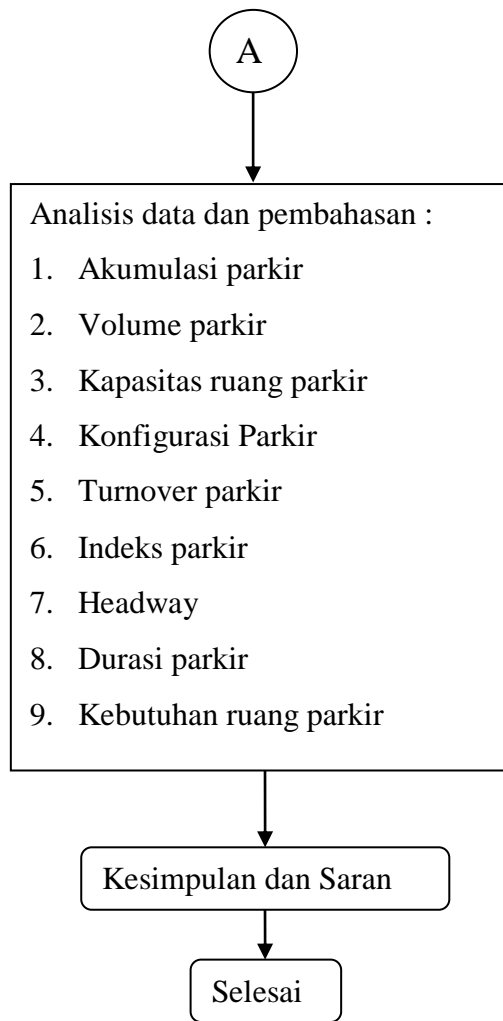 A
Analisis data dan pembahasan :
1. Akumulasi parkir
2. Volume parkir
3. Kapasitas ruang parkir
4. Konfigurasi Parkir
5. Turnover parkir
6. Indeks parkir
7. Headway
8. Durasi parkir
9. Kebutuhan ruang parkir
Kesimpulan dan Saran
Selesai